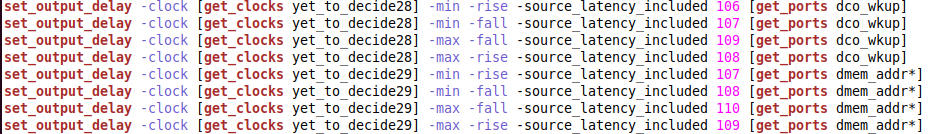 set_output_delay -clock [get_clocks yet_to_decide28] -min -rise -source_latency_included 106 [get_ports dco_wkup]
set_output_delay -clock [get_clocks yet_to_decide28] -min -fall -source_latency_included 107 [get_ports dco_wkup]
set_output_delay -clock [get_clocks yet_to_decide28] -max -fall -source_latency_included 109 [get_ports dco_wkup]
set_output_delay -clock [get_clocks yet_to_decide28] -max -rise -source_latency_included 108 [get_ports dco_wkup]
set_output_delay -clock [get_clocks yet_to_decide29] -min -rise -source_latency_included 107 [get_ports dmem_addr*]
set_output_delay -clock [get_clocks yet_to_decide29] -min -fall -source_latency_included 108 [get_ports dmem_addr*]
set_output_delay -clock [get_clocks yet_to_decide29] -max -fall -source_latency_included 110 [get_ports dmem_addr*]
set_output_delay -clock [get_clocks yet_to_decide29] -max -rise -source_latency_included 109 [get_ports dmem_addr*]